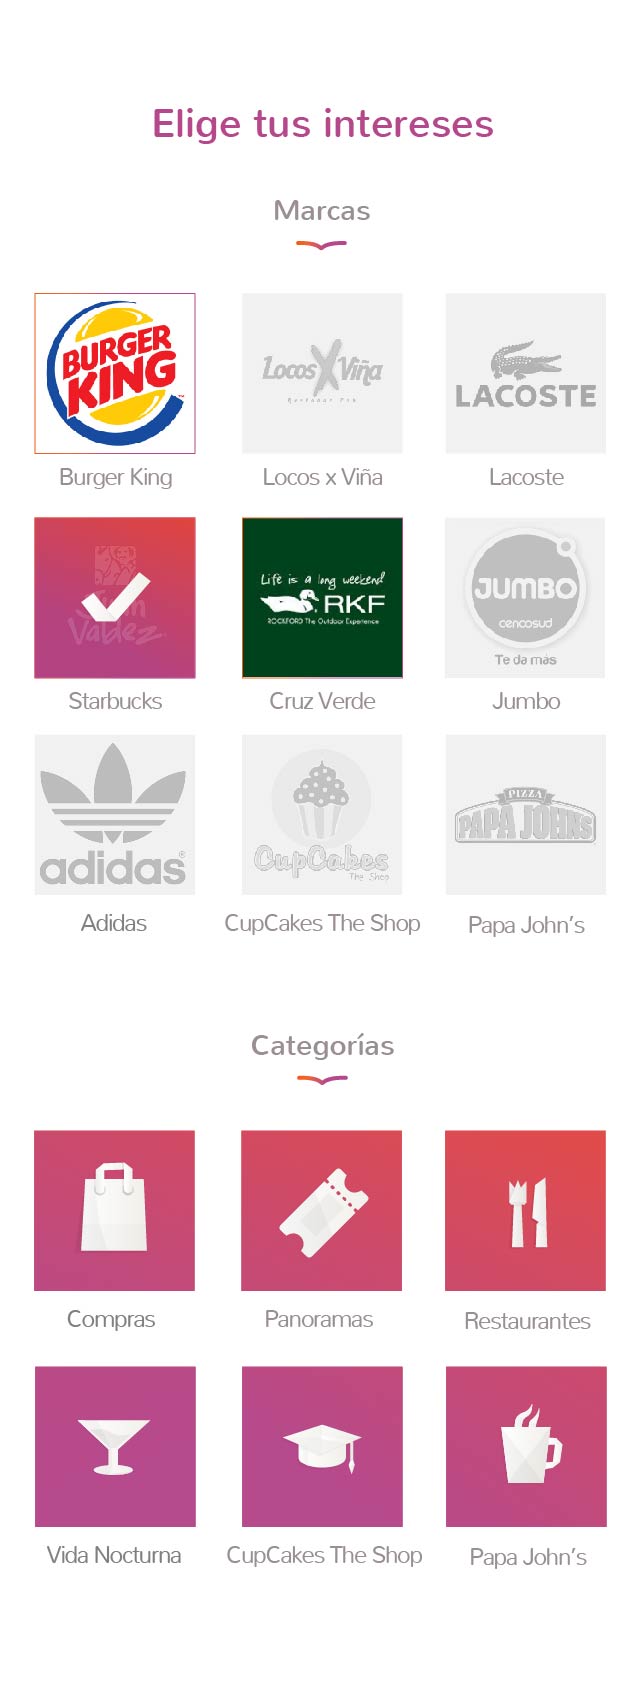 Elige tus intereses
Marcas
BURGER
KING
TM
Locos X Viña
Restobar Pub
LACOSTE
Burger King
Locos x Viña
Lacoste
Juan
Valdez
Life is a long weekend
RKF
ROCKFORD The Outdoor Experience
JUMBO
cencosud
Te da más
Starbucks
Cruz Verde
Jumbo
adidas®
CupCakes
The Shop
PIZZA
PAPA JOHNS
Adidas
CupCakes The Shop
Papa John’s
Categorías
Compras
Panoramas
Restaurantes
Vida Nocturna
CupCakes The Shop
Papa John’s